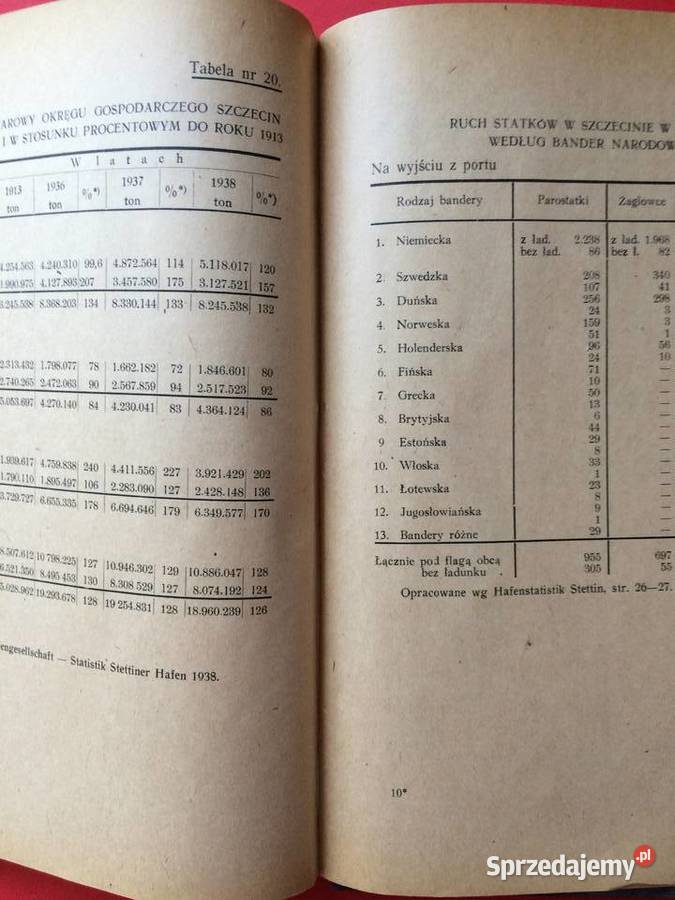 Tabela nr 20.
AROWY OKRĘGU GOSPODARCZEGO SZCZECIN
I W STOSUNKU PROCENTOWYM DO ROKU 1913
W latach
1913 ton 1936 ton %*) 1937 ton %*) 1938 ton %*)
4.254.563 4.240.310 99,6 4.872.564 114 5.118.017 120
1.990.975 4.127.893 207 3.457.580 175 3.127.521 157
6.245.538 8.368.203 134 8.330.144 133 8.245.538 132
2.313.432 1.798.077 78 1.662.182 72 1.846.601 80
2.740.265 2.472.063 90 2.567.859 94 2.517.523 92
5.053.697 4.270.140 84 4.230.041 83 4.364.124 86
1.939.617 4.759.838 240 4.411.556 227 3.921.429 202
1.790.110 1.895.497 106 2.283.090 127 2.428.148 136
3.729.727 6.655.335 178 6.694.646 179 6.349.577 170
8.507.612 10.798.225 127 10.946.302 129 10.886.047 128
6.521.350 8.495.453 130 8.308.529 127 8.074.192 124
5.028.962 19.293.678 128 19.254.831 128 18.960.239 126
engesellschaft — Statistik Stettiner Hafen 1938.
RUCH STATKÓW W SZCZECINIE W
WEDŁUG BANDER NARODOW
Na wyjściu z portu
Rodzaj bandery Parostatki Żaglowce
1. Niemiecka z ład. 2.238 z ład. 1.968
bez ład. 86 bez ł. 82
2. Szwedzka 208 340
107 41
3. Duńska 256 298
24 3
4. Norweska 159 3
51 1
5. Holenderska 96 56
24 10
6. Fińska 71 —
10 —
7. Grecka 50 —
13 —
8. Brytyjska 6 —
44 —
9 Estońska 29 —
8 —
10. Włoska 33 —
1 —
11. Łotewska 23 —
8 —
12. Jugosłowiańska 9 —
1 —
13. Bandery różne 29 —
Łącznie pod flagą obcą 955 697
bez ładunku 305 55
Opracowane wg Hafenstatistik Stettin, str. 26—27.
10*
Sprzedajemy.pl